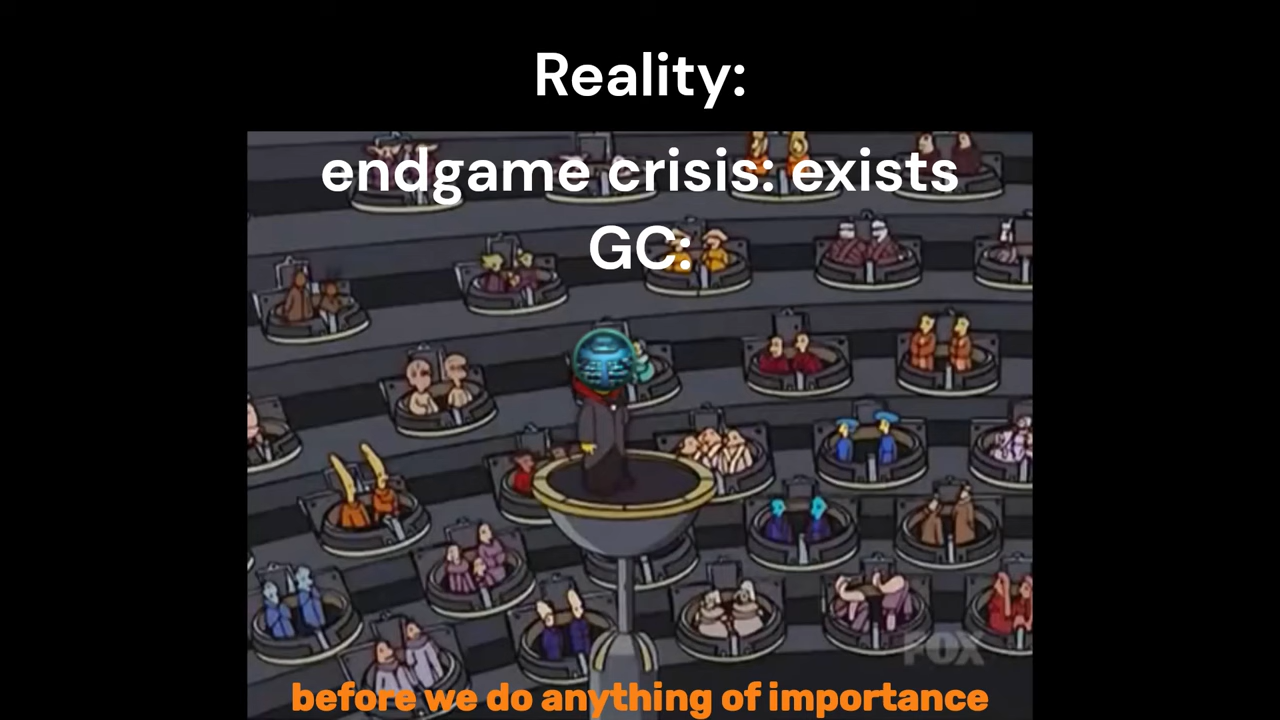 Reality:
endgame crisis: exists
GC:
FOX
before we do anything of importance